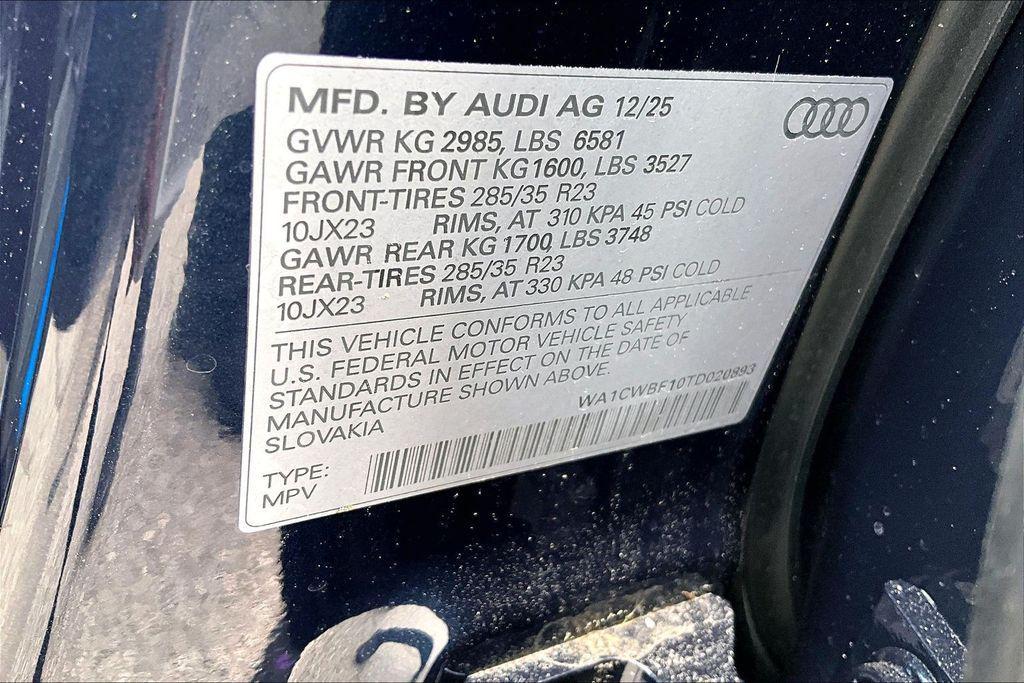 MFD. BY AUDI AG 12/25
GVWR KG 2985, LBS 6581
GAWR FRONT KG1600, LBS 3527
FRONT-TIRES 285/35 R23
10JX23 RIMS, AT 310 KPA 45 PSI COLD
GAWR REAR KG 1700, LBS 3748
REAR-TIRES 285/35 R23
10JX23 RIMS, AT 330 KPA 48 PSI COLD
THIS VEHICLE CONFORMS TO ALL APPLICABLE
U.S. FEDERAL MOTOR VEHICLE SAFETY
STANDARDS IN EFFECT ON THE DATE OF
MANUFACTURE SHOWN ABOVE.
SLOVAKIA
WA1CWBF10TD020893
TYPE:
MPV